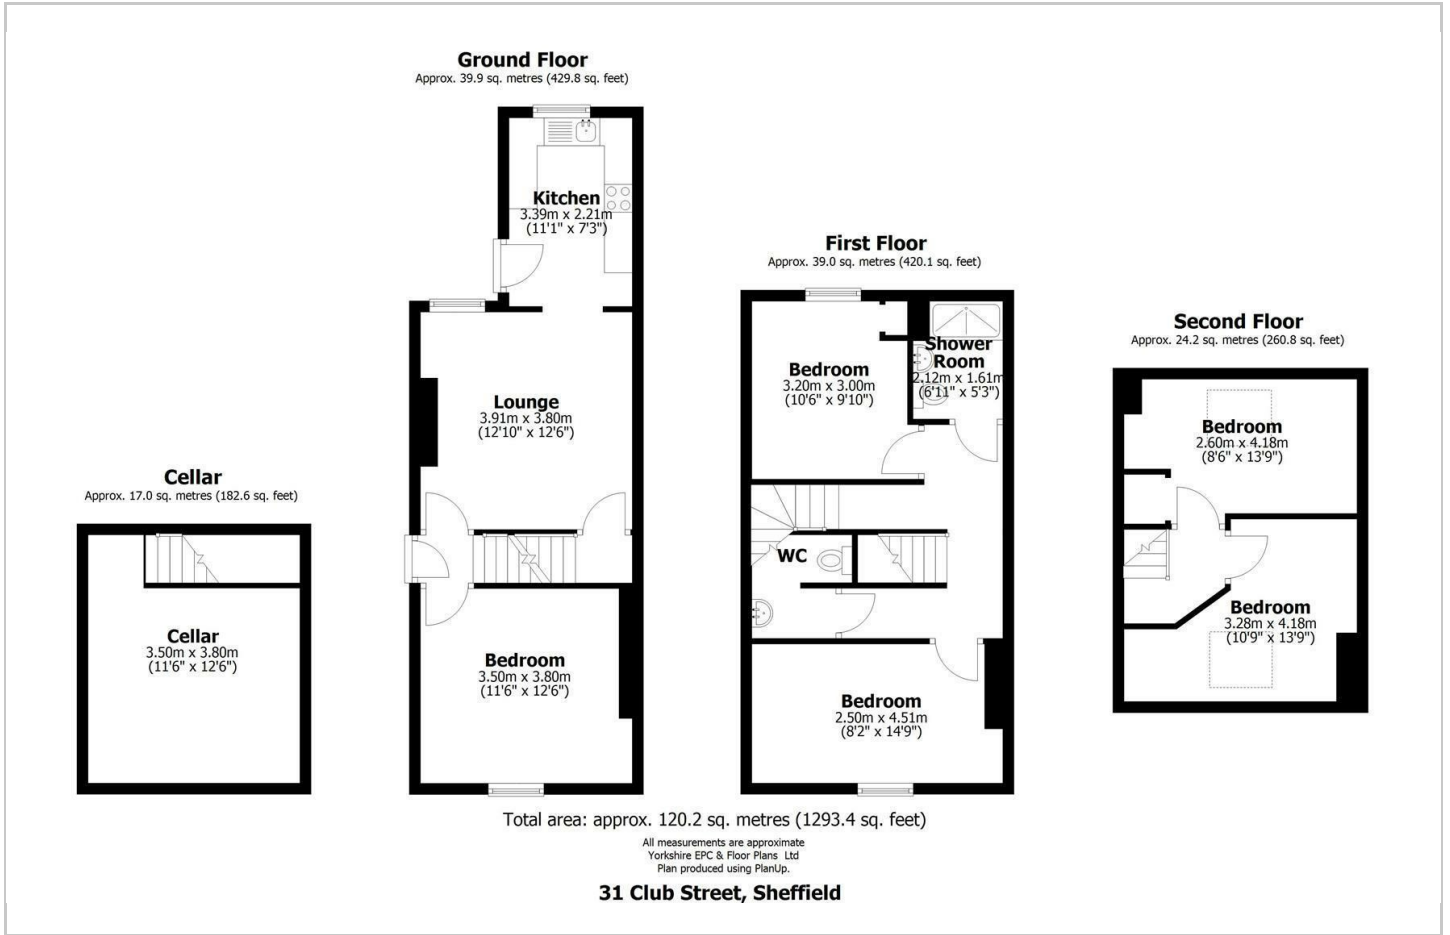 Ground Floor
Approx. 39.9 sq. metres (429.8 sq. feet)
Kitchen
3.39m x 2.21m
(11'1" x 7'3")
Lounge
3.91m x 3.80m
(12'10" x 12'6")
Bedroom
3.50m x 3.80m
(11'6" x 12'6")
First Floor
Approx. 39.0 sq. metres (420.1 sq. feet)
Bedroom
3.20m x 3.00m
(10'6" x 9'10")
Shower
Room
2.12m x 1.61m
(6'11" x 5'3")
WC
Bedroom
2.50m x 4.51m
(8'2" x 14'9")
Second Floor
Approx. 24.2 sq. metres (260.8 sq. feet)
Bedroom
2.60m x 4.18m
(8'6" x 13'9")
Bedroom
3.28m x 4.18m
(10'9" x 13'9")
Cellar
Approx. 17.0 sq. metres (182.6 sq. feet)
Cellar
3.50m x 3.80m
(11'6" x 12'6")
Total area: approx. 120.2 sq. metres (1293.4 sq. feet)
All measurements are approximate
Yorkshire EPC & Floor Plans Ltd
Plan produced using PlanUp.
31 Club Street, Sheffield